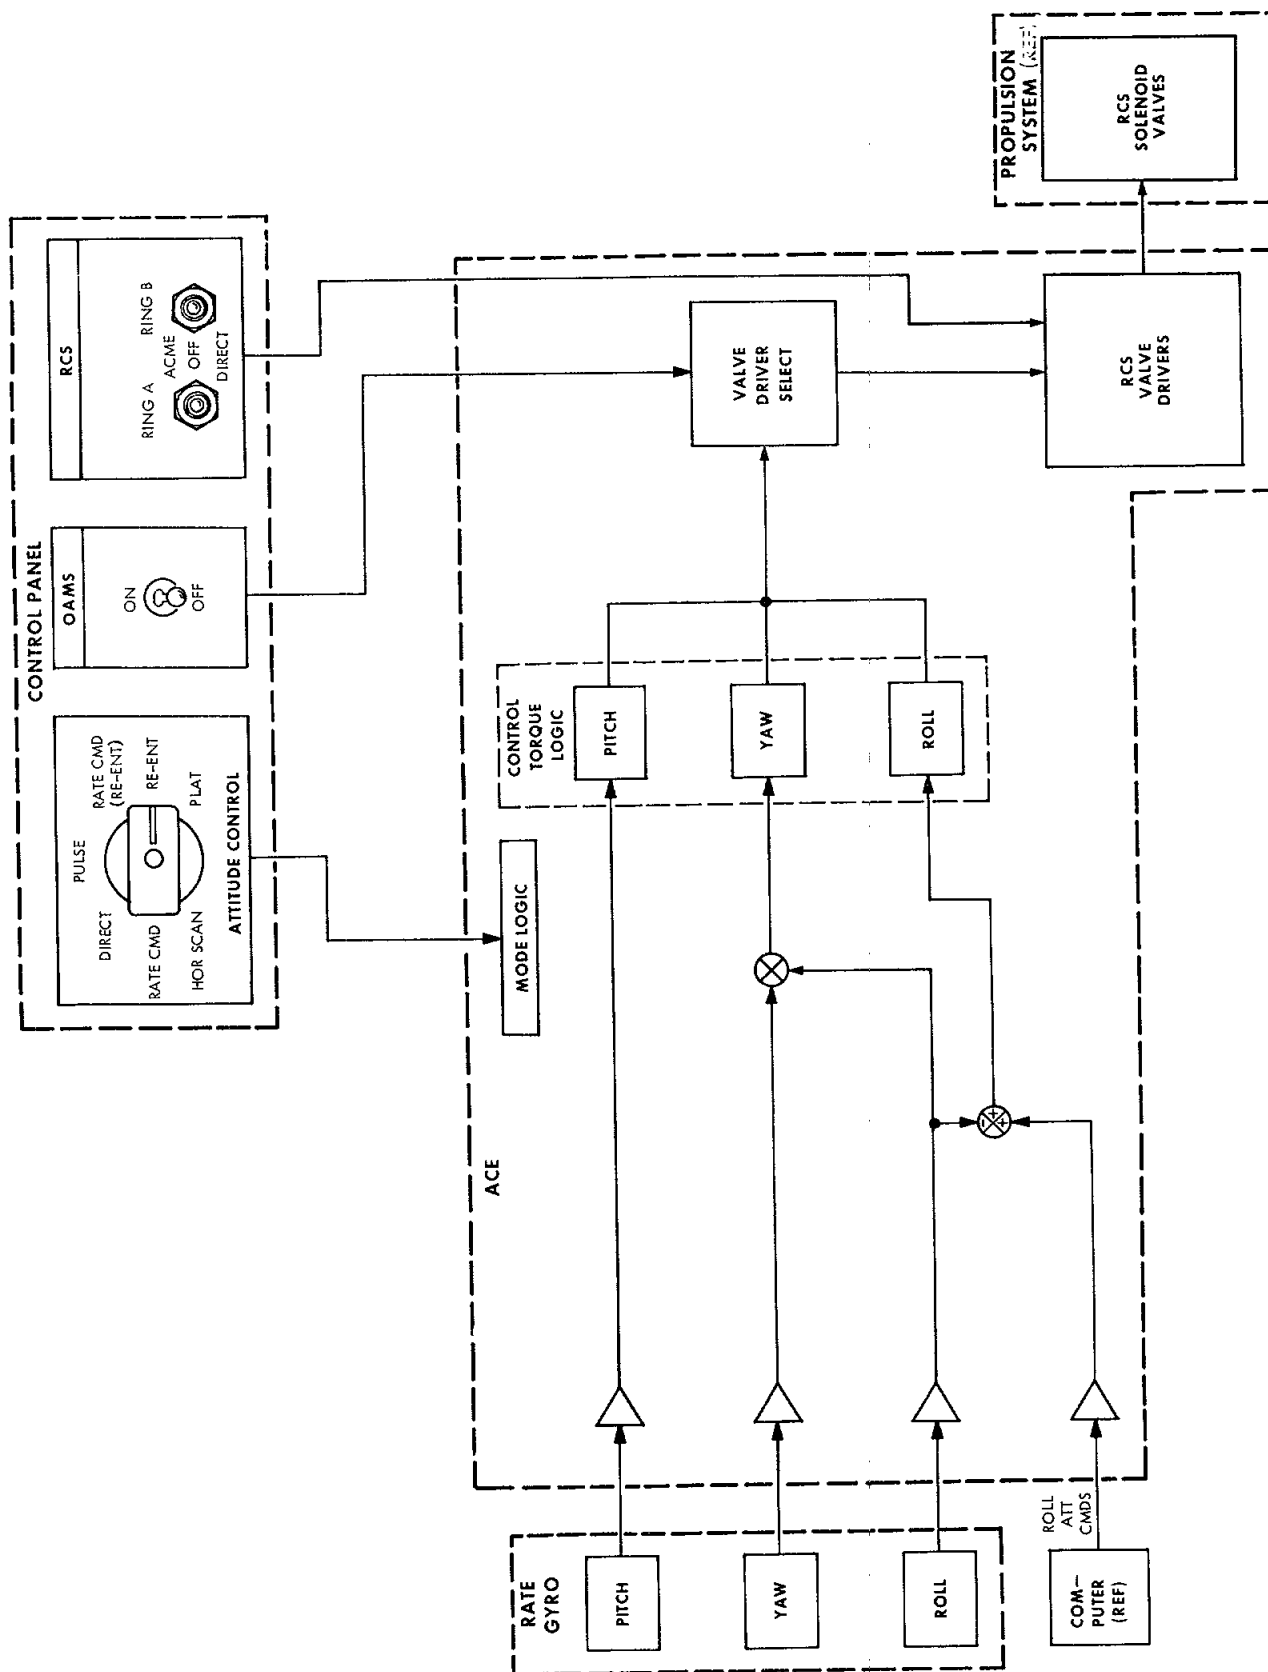 CONTROL PANEL
ATTITUDE CONTROL
DIRECT
PULSE
RATE CMD
(RE-ENT)
RE-ENT
PLAT
RATE CMD
HOR SCAN
OAMS
ON
OFF
RCS
RING A
RING B
ACME
OFF
DIRECT
ACE
MODE LOGIC
RATE
GYRO
PITCH
YAW
ROLL
COM–
PUTER
(REF)
ROLL
ATT
CMDS
–
+
+
CONTROL
TORQUE
LOGIC
PITCH
YAW
ROLL
VALVE
DRIVER
SELECT
RCS
VALVE
DRIVERS
PROPULSION
SYSTEM (REF)
RCS
SOLENOID
VALVES